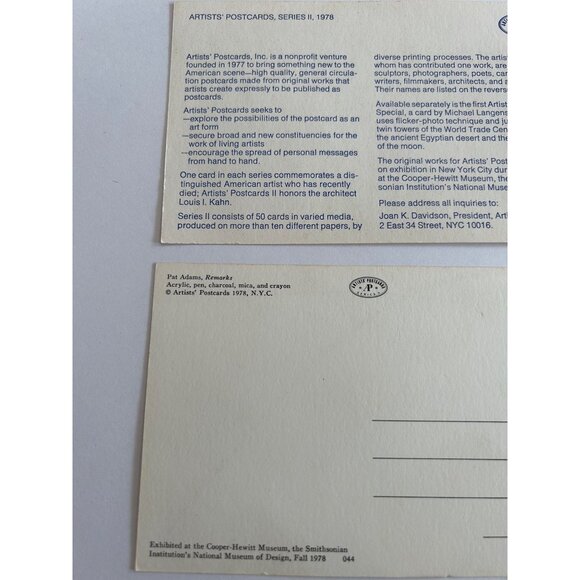 ARTISTS' POSTCARDS, SERIES II, 1978
Artists' Postcards, Inc. is a nonprofit venture
founded in 1977 to bring something new to the
American scene—high quality, general circula-
tion postcards made from original works that
artists create expressly to be published as
postcards.
Artists' Postcards seeks to
—explore the possibilities of the postcard as an
art form
—secure broad and new constituencies for the
work of living artists
—encourage the spread of personal messages
from hand to hand.
One card in each series commemorates a dis-
tinguished American artist who has recently
died; Artists' Postcards II honors the architect
Louis I. Kahn.
Series II consists of 50 cards in varied media,
produced on more than ten different papers, by
diverse printing processes. The artis
whom has contributed one work, are
sculptors, photographers, poets, car
writers, filmmakers, architects, and
Their names are listed on the reverse
Available separately is the first Artist
Special, a card by Michael Langens
uses flicker-photo technique and ju
twin towers of the World Trade Cen
the ancient Egyptian desert and the
of the moon.
The original works for Artists' Postc
on exhibition in New York City duri
at the Cooper-Hewitt Museum, the
sonian Institution's National Museum
Please address all inquiries to:
Joan K. Davidson, President, Art
2 East 34 Street, NYC 10016.
Pat Adams, Remarks
Acrylic, pen, charcoal, mica, and crayon
© Artists' Postcards 1978, N.Y.C.
ARTISTS POSTCARDS
AP
SERIES II
Exhibited at the Cooper-Hewitt Museum, the Smithsonian
Institution's National Museum of Design, Fall 1978 044